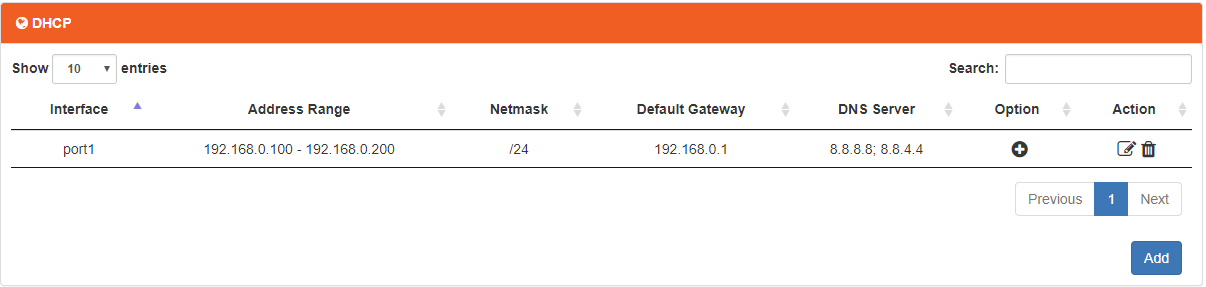 DHCP
Show 10 entries Search:
Interface Address Range Netmask Default Gateway DNS Server Option Action
port1 192.168.0.100 - 192.168.0.200 /24 192.168.0.1 8.8.8.8; 8.8.4.4
Previous 1 Next
Add